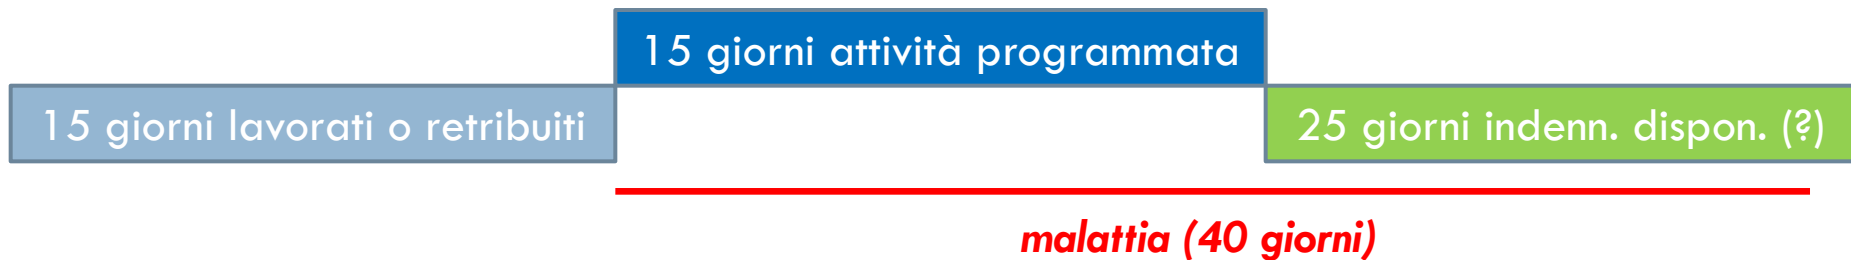 15 giorni attività programmata
15 giorni lavorati o retribuiti
25 giorni indenn. dispon. (?)
malattia (40 giorni)